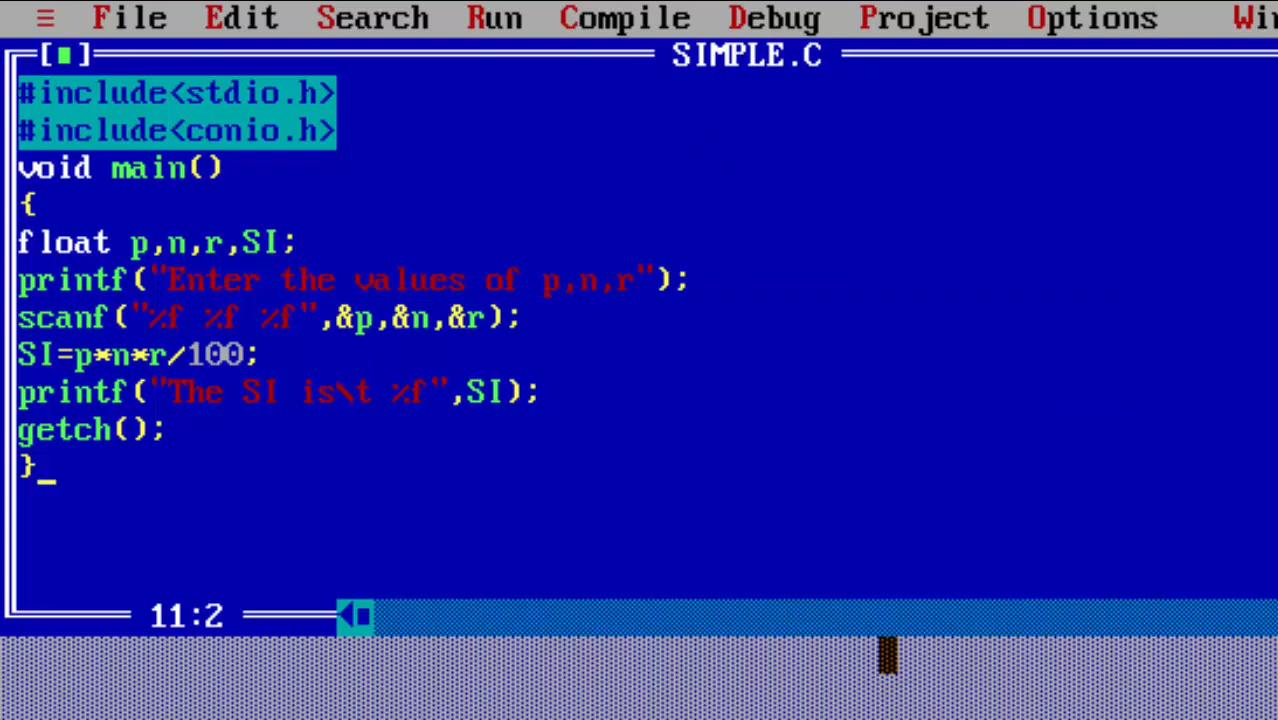 ≡ File Edit Search Run Compile Debug Project Options Wi
[■] SIMPLE.C
#include<stdio.h>
#include<conio.h>
void main()
{
float p,n,r,SI;
printf("Enter the values of p,n,r");
scanf("%f %f %f",&p,&n,&r);
SI=p*n*r/100;
printf("The SI is\t %f",SI);
getch();
}_
11:2